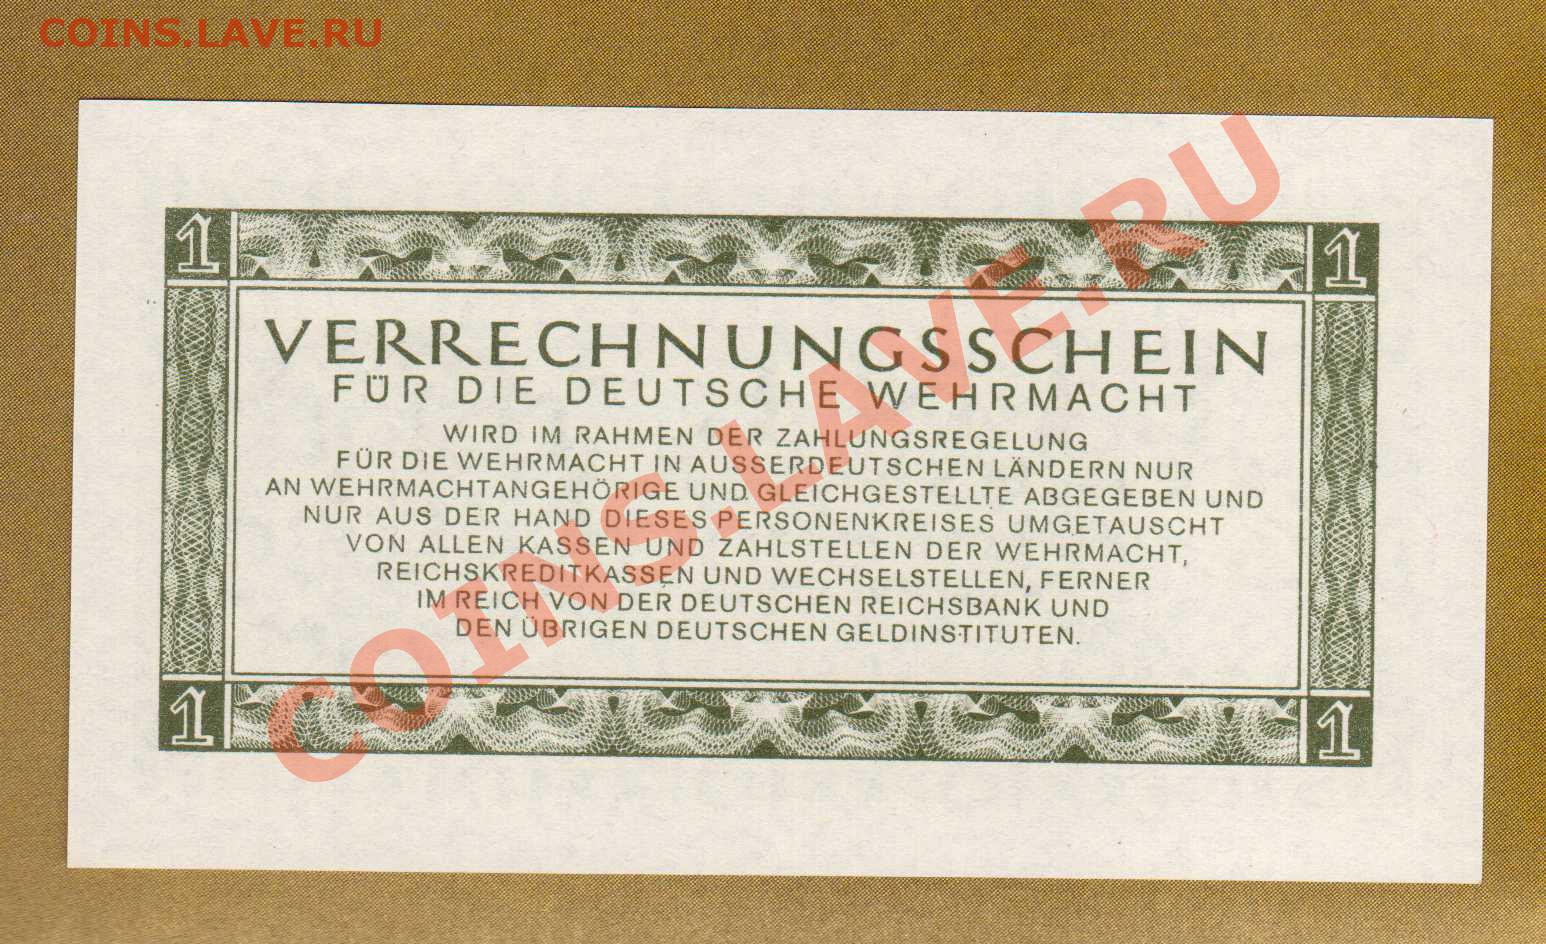 COINS.LAVE.RU
1 1
VERRECHNUNGSSCHEIN
FÜR DIE DEUTSCHE WEHRMACHT
WIRD IM RAHMEN DER ZAHLUNGSREGELUNG
FÜR DIE WEHRMACHT IN AUSSERDEUTSCHEN LÄNDERN NUR
AN WEHRMACHTANGEHÖRIGE UND GLEICHGESTELLTE ABGEGEBEN UND
NUR AUS DER HAND DIESES PERSONENKREISES UMGETAUSCHT
VON ALLEN KASSEN UND ZAHLSTELLEN DER WEHRMACHT,
REICHSKREDITKASSEN UND WECHSELSTELLEN, FERNER
IM REICH VON DER DEUTSCHEN REICHSBANK UND
DEN ÜBRIGEN DEUTSCHEN GELDINSTITUTEN.
1 1
COINS.LAVE.RU